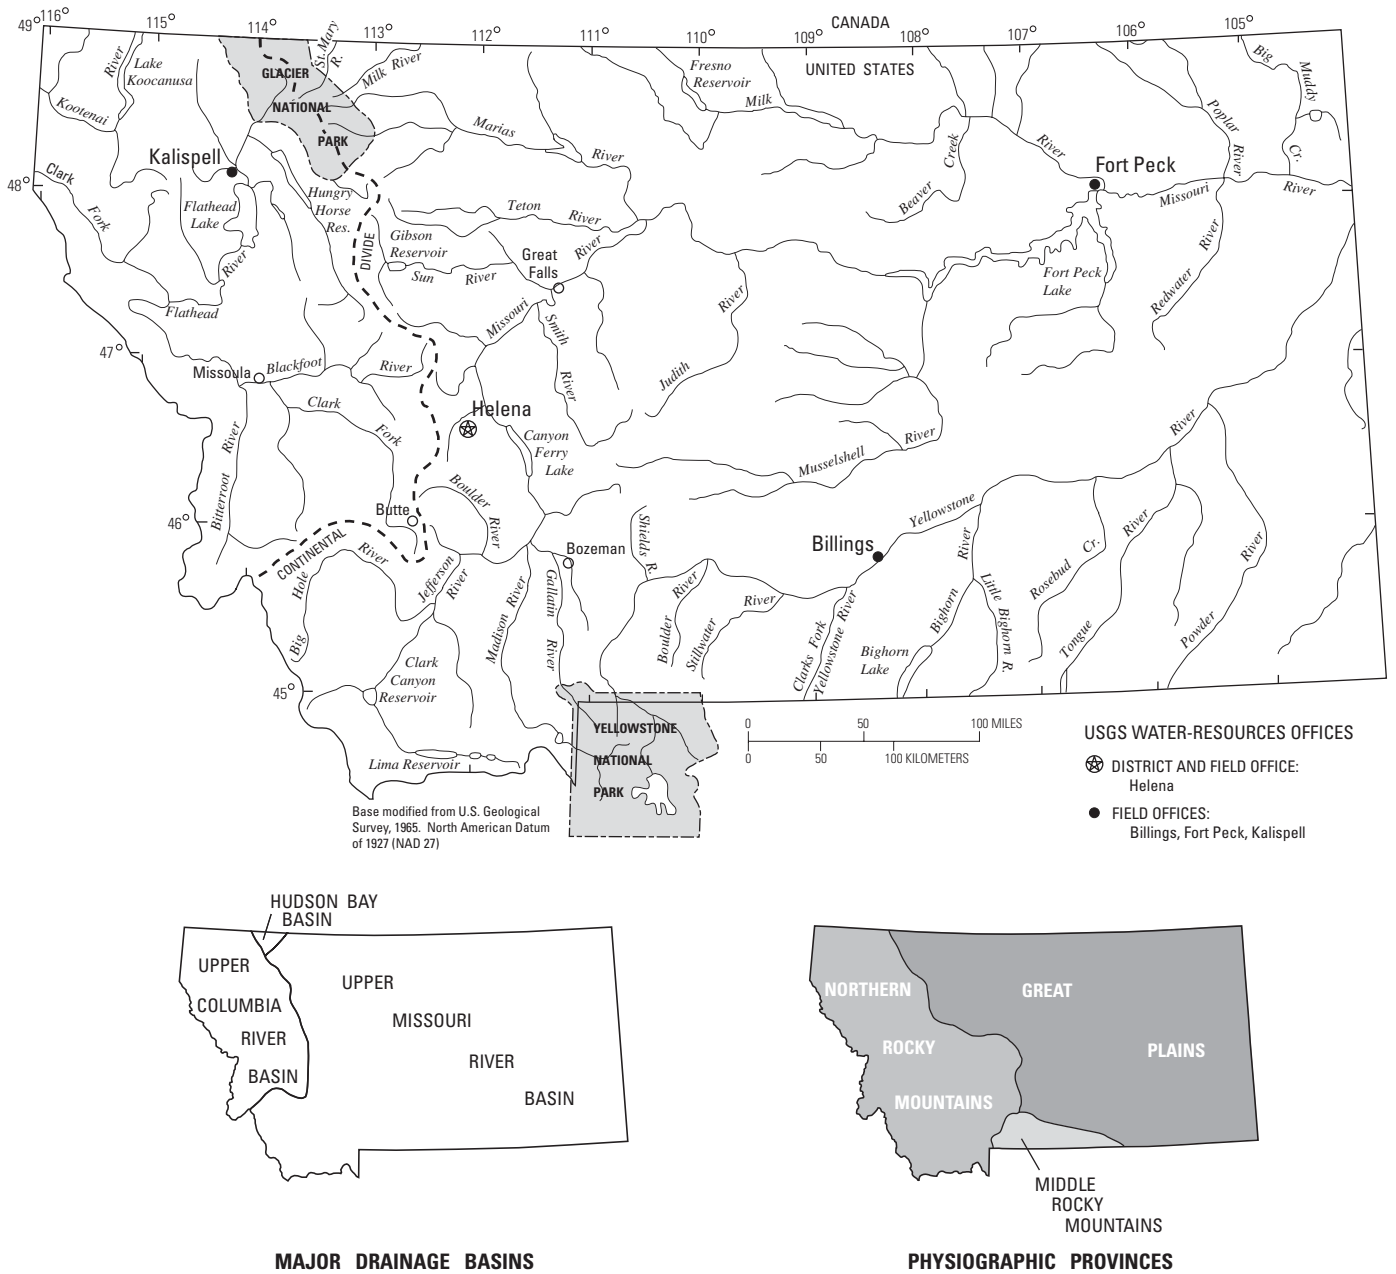 49° 116° 115° 114° 113° 112° 111° 110° 109° 108° 107° 106° 105°
CANADA
UNITED STATES
River
Lake
Koocanusa
Kootenai
St. Mary
R.
Milk River
GLACIER
NATIONAL
PARK
Fresno
Reservoir
Milk
River
Big
Muddy
Cr.
Poplar
River
Marias
River
Beaver
Creek
Kalispell
Fort Peck
48°
Clark
Fork
Flathead
Lake
River
Flathead
Hungry
Horse
Res.
DIVIDE
Teton
River
Gibson
Reservoir
Sun
River
Great
Falls
River
Missouri
Missouri
River
Fort Peck
Lake
Redwater
River
Smith
River
Judith
River
47°
Missoula
Blackfoot
River
Clark
Fork
Helena
Canyon
Ferry
Lake
Musselshell
River
Bitterroot
River
Boulder
River
46°
Butte
CONTINENTAL
Bozeman
Shields
R.
Billings
Yellowstone
River
Big
Hole
River
Jefferson
River
Madison River
Gallatin
River
Boulder
River
Stillwater
River
Clarks Fork
Yellowstone River
Bighorn
River
Bighorn
Lake
Little Bighorn R.
Rosebud
Cr.
Tongue
River
Powder
River
45°
Clark
Canyon
Reservoir
Lima Reservoir
YELLOWSTONE
NATIONAL
PARK
0 50 100 MILES
0 50 100 KILOMETERS
Base modified from U.S. Geological
Survey, 1965. North American Datum
of 1927 (NAD 27)
USGS WATER-RESOURCES OFFICES
DISTRICT AND FIELD OFFICE:
Helena
FIELD OFFICES:
Billings, Fort Peck, Kalispell
HUDSON BAY
BASIN
UPPER
COLUMBIA
RIVER
BASIN
UPPER
MISSOURI
RIVER
BASIN
MAJOR DRAINAGE BASINS
NORTHERN
ROCKY
MOUNTAINS
GREAT
PLAINS
MIDDLE
ROCKY
MOUNTAINS
PHYSIOGRAPHIC PROVINCES